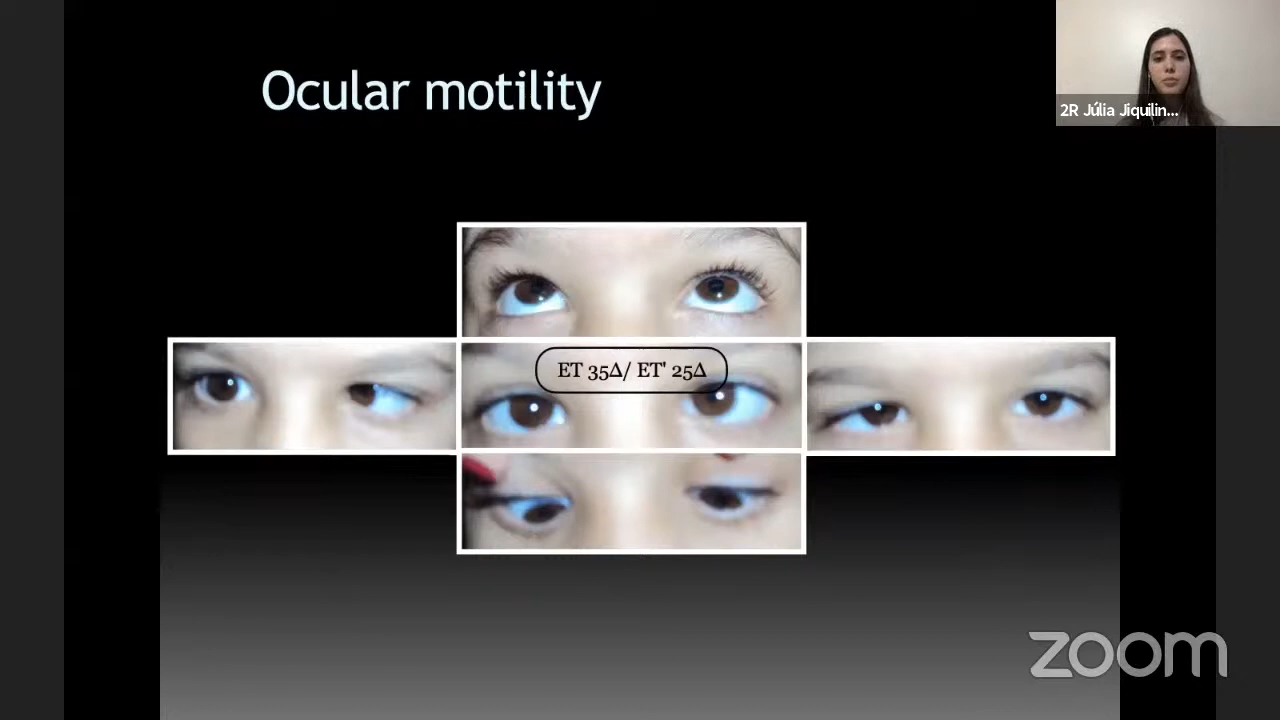 Ocular motility
2R Júlia Jiquilin...
ET 35Δ/ ET' 25Δ
zoom